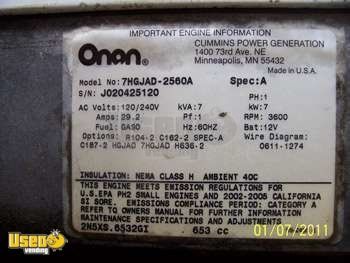 IMPORTANT ENGINE INFORMATION
Onan
CUMMINS POWER GENERATION
1400 73rd Ave. NE
Minneapolis, MN 55432
Made in U.S.A.
Model No: 7HGJAD-2560A Spec: A
S/N: J020425120 PH: 1
AC Volts: 120/240V kVA: 7 kW: 7
Amps: 29.2 Pf: 1 RPM: 3600
Fuel: GA90 Hz: 60HZ Bat: 12V
Options: R104-2 C162-2 SPEC-A Wire Diagram:
C187-2 HGJAD 7HGJAD H636-2 0611-1274
INSULATION: NEMA CLASS H AMBIENT 40C
THIS ENGINE MEETS EMISSION REGULATIONS FOR
U.S.EPA PH2 SMALL ENGINES AND 2002-2005 CALIFORNIA
SI SORE. EMISSIONS COMPLIANCE PERIOD: CATEGORY A
REFER TO OWNERS MANUAL FOR FURTHER
MAINTENANCE SPECIFICATIONS AND ADJUSTMENTS
2N5XS.6532GI 653 cc
01/07/2011
Used vending
.com